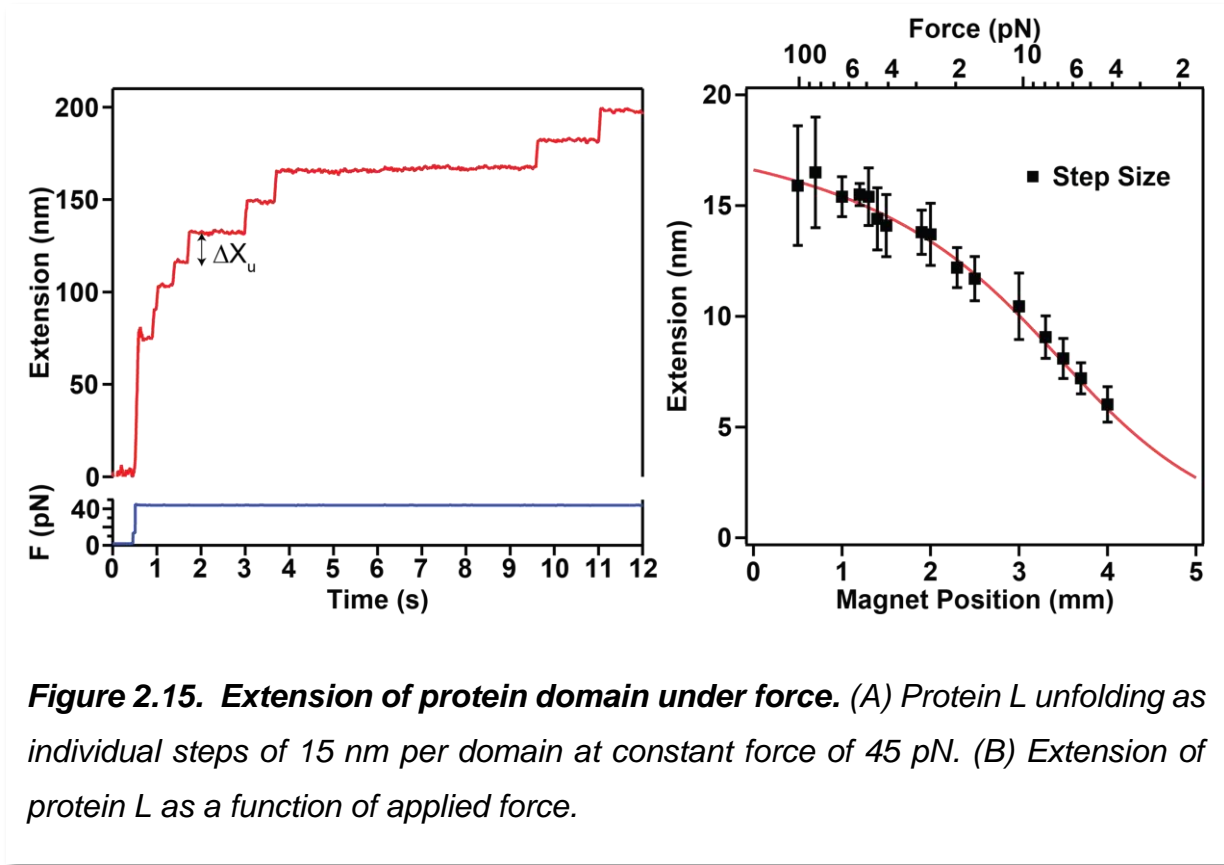 200
150
100
50
0
Extension (nm)
ΔXu
40
0
F (pN)
0 1 2 3 4 5 6 7 8 9 10 11 12
Time (s)
Force (pN)
100 6 4 2 10 6 4 2
20
15
10
5
0
Extension (nm)
Step Size
0 1 2 3 4 5
Magnet Position (mm)
Figure 2.15. Extension of protein domain under force. (A) Protein L unfolding as
individual steps of 15 nm per domain at constant force of 45 pN. (B) Extension of
protein L as a function of applied force.